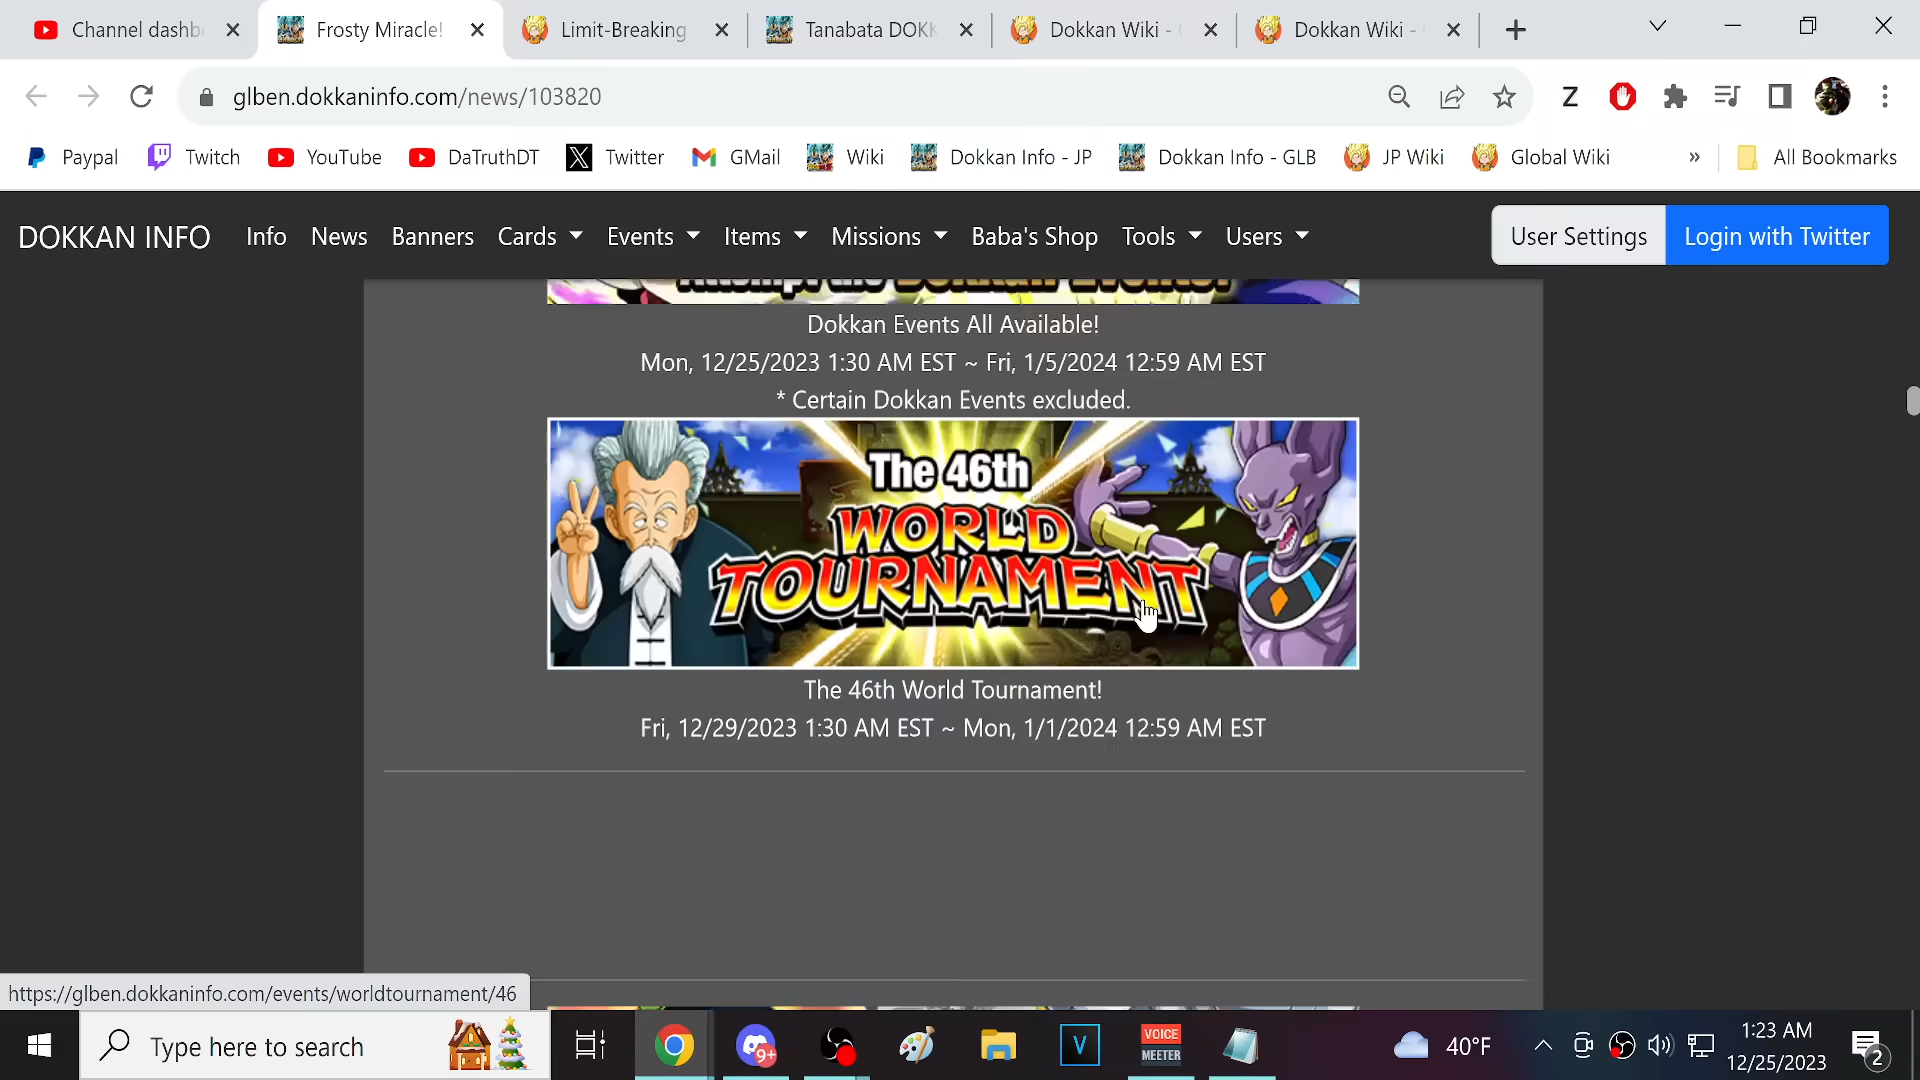 Channel dashb
Frosty Miracle!
Limit-Breaking
Tanabata DOKK
Dokkan Wiki -
Dokkan Wiki -
glben.dokkaninfo.com/news/103820
Z
Paypal
Twitch
YouTube
DaTruthDT
Twitter
GMail
Wiki
Dokkan Info - JP
Dokkan Info - GLB
JP Wiki
Global Wiki
»
All Bookmarks
DOKKAN INFO
Info
News
Banners
Cards
Events
Items
Missions
Baba's Shop
Tools
Users
User Settings
Login with Twitter
Attempt the Dokkan Events!
Dokkan Events All Available!
Mon, 12/25/2023 1:30 AM EST ~ Fri, 1/5/2024 12:59 AM EST
* Certain Dokkan Events excluded.
The 46th
WORLD
TOURNAMENT
The 46th World Tournament!
Fri, 12/29/2023 1:30 AM EST ~ Mon, 1/1/2024 12:59 AM EST
https://glben.dokkaninfo.com/events/worldtournament/46
Type here to search
9+
V
VOICE
MEETER
40°F
1:23 AM
12/25/2023
2